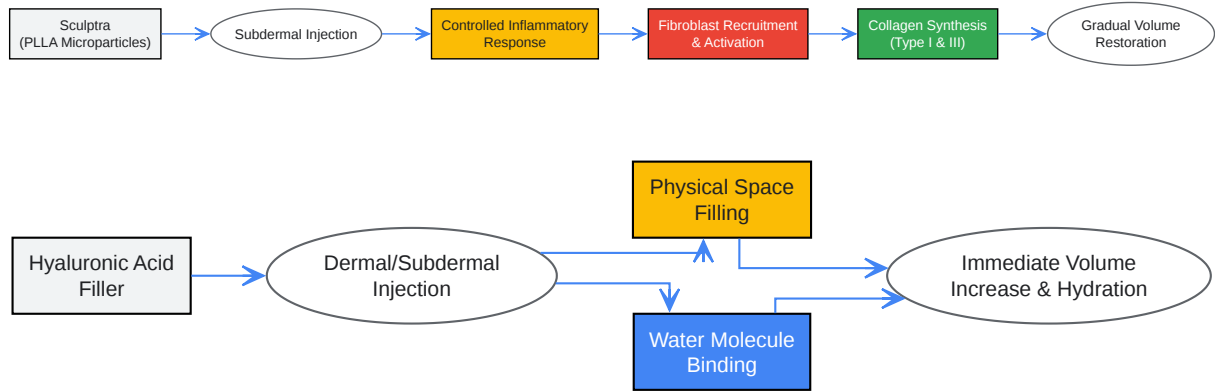 Sculptra
(PLLA Microparticles)
Subdermal Injection
Controlled Inflammatory
Response
Fibroblast Recruitment
& Activation
Collagen Synthesis
(Type I & III)
Gradual Volume
Restoration
Hyaluronic Acid
Filler
Dermal/Subdermal
Injection
Physical Space
Filling
Water Molecule
Binding
Immediate Volume
Increase & Hydration